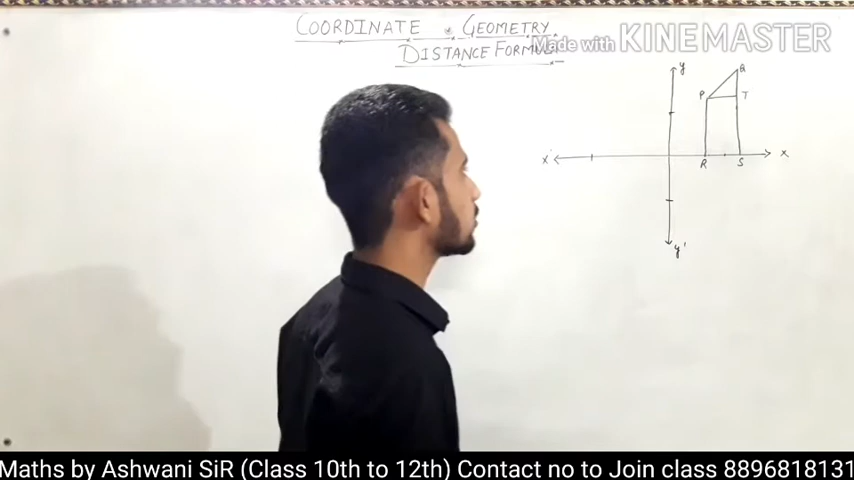 COORDINATE GEOMETRY
DISTANCE
Made with KINEMASTER
y
Q
P
T
x'
x
R
S
y'
Maths by Ashwani SiR (Class 10th to 12th) Contact no to Join class 8896818131